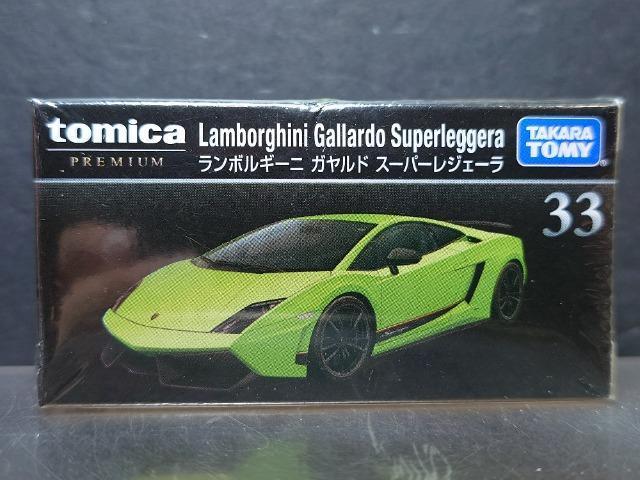 tomica
PREMIUM
Lamborghini Gallardo Superleggera
ランボルギーニ ガヤルド スーパーレジェーラ
TAKARA
TOMY
33